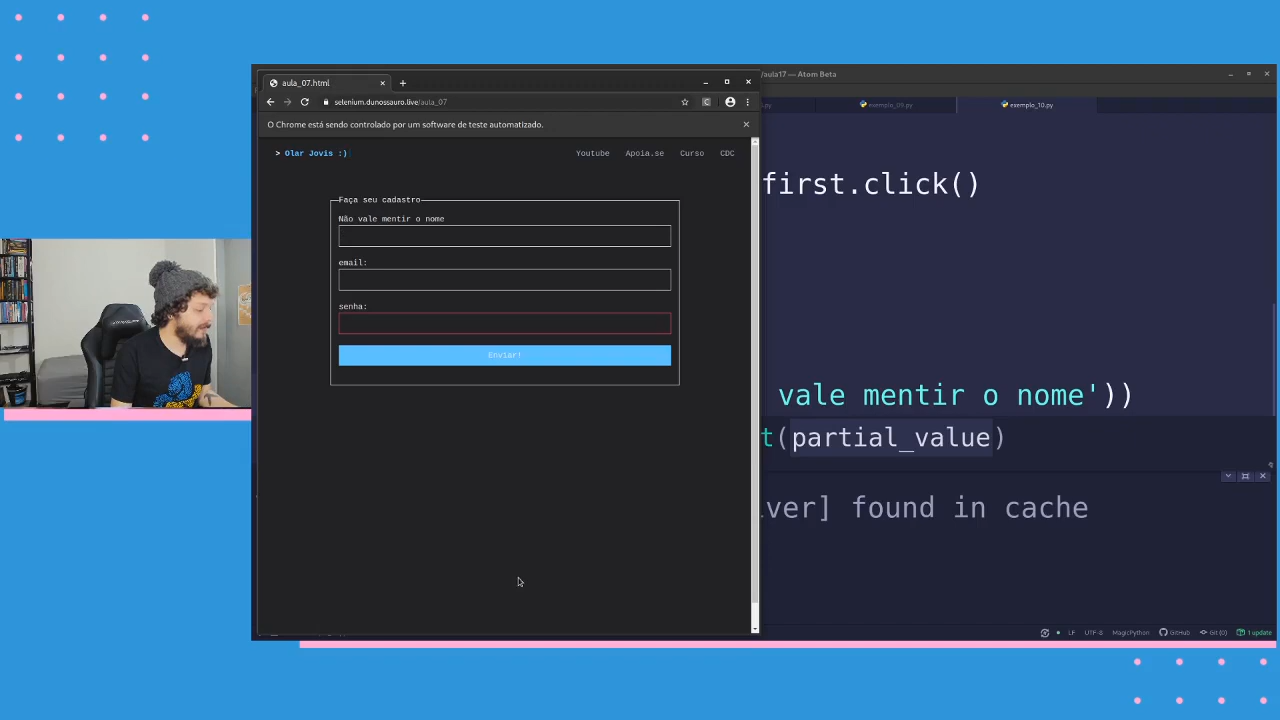 aula_07.html
/aula17 — Atom Beta
selenium.dunossauro.live/aula_07
exemplo_09.py
exemplo_10.py
O Chrome está sendo controlado por um software de teste automatizado.
> Olar Jovis :)
Youtube
Apoia.se
Curso
CDC
first.click()
Faça seu cadastro
Não vale mentir o nome
email:
senha:
Enviar!
vale mentir o nome'))
t(partial_value)
ver] found in cache
LF
UTF-8
MagicPython
GitHub
Git (0)
1 update